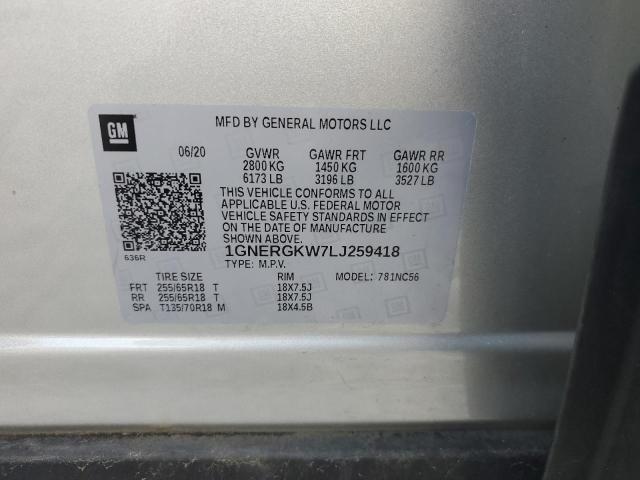 GM
MFD BY GENERAL MOTORS LLC
06/20 GVWR GAWR FRT GAWR RR
2800 KG 1450 KG 1600 KG
6173 LB 3196 LB 3527 LB
THIS VEHICLE CONFORMS TO ALL
APPLICABLE U.S. FEDERAL MOTOR
VEHICLE SAFETY STANDARDS IN EFFECT
ON THE DATE OF MANUFACTURE
SHOWN ABOVE.
1GNERGKW7LJ259418
636R
TYPE: M.P.V.
TIRE SIZE RIM MODEL: 781NC56
FRT 255/65R18 T 18X7.5J
RR 255/65R18 T 18X7.5J
SPA T135/70R18 M 18X4.5B